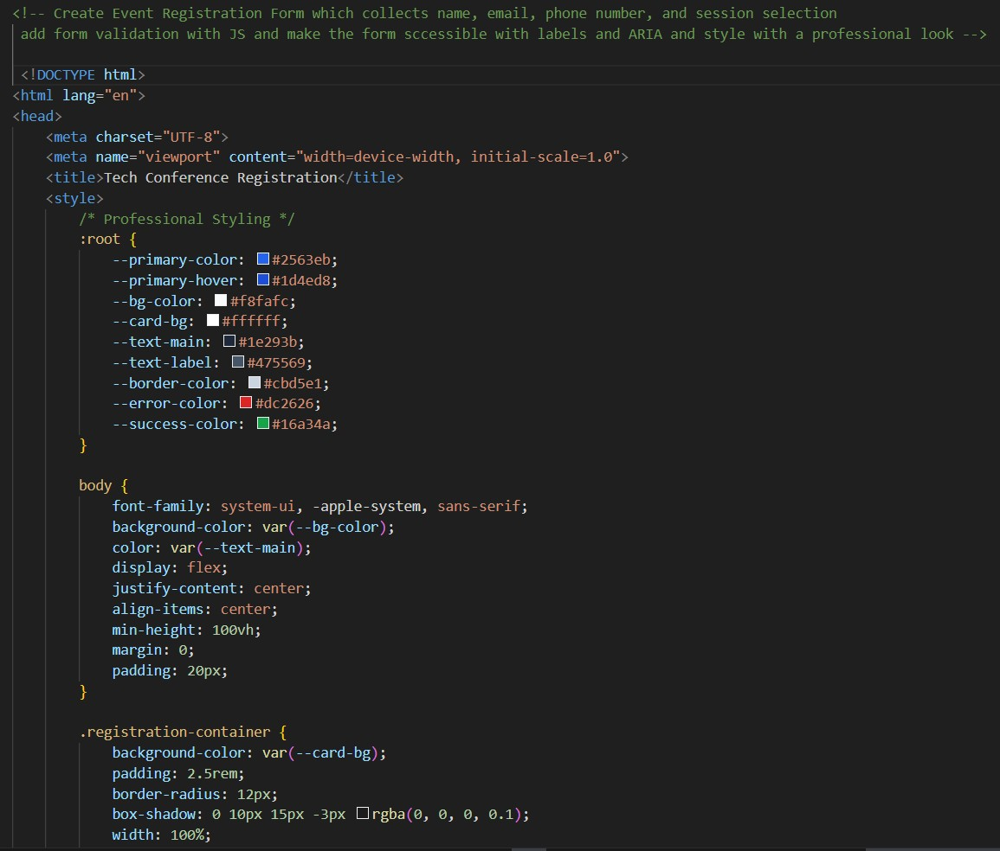 <!-- Create Event Registration Form which collects name, email, phone number, and session selection
add form validation with JS and make the form sccessible with labels and ARIA and style with a professional look -->
<!DOCTYPE html>
<html lang="en">
<head>
<meta charset="UTF-8">
<meta name="viewport" content="width=device-width, initial-scale=1.0">
<title>Tech Conference Registration</title>
<style>
/* Professional Styling */
:root {
--primary-color: #2563eb;
--primary-hover: #1d4ed8;
--bg-color: #f8fafc;
--card-bg: #ffffff;
--text-main: #1e293b;
--text-label: #475569;
--border-color: #cbd5e1;
--error-color: #dc2626;
--success-color: #16a34a;
}
body {
font-family: system-ui, -apple-system, sans-serif;
background-color: var(--bg-color);
color: var(--text-main);
display: flex;
justify-content: center;
align-items: center;
min-height: 100vh;
margin: 0;
padding: 20px;
}
.registration-container {
background-color: var(--card-bg);
padding: 2.5rem;
border-radius: 12px;
box-shadow: 0 10px 15px -3px rgba(0, 0, 0, 0.1);
width: 100%;